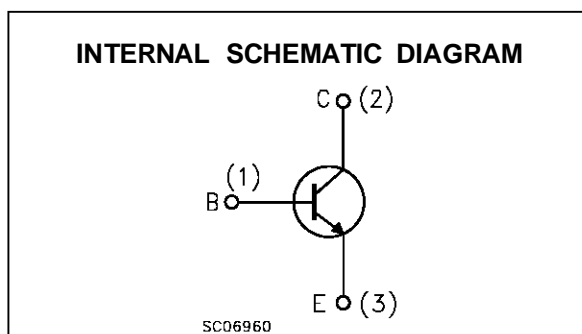 INTERNAL SCHEMATIC DIAGRAM
C (2)
(1)
B
E (3)
SC06960